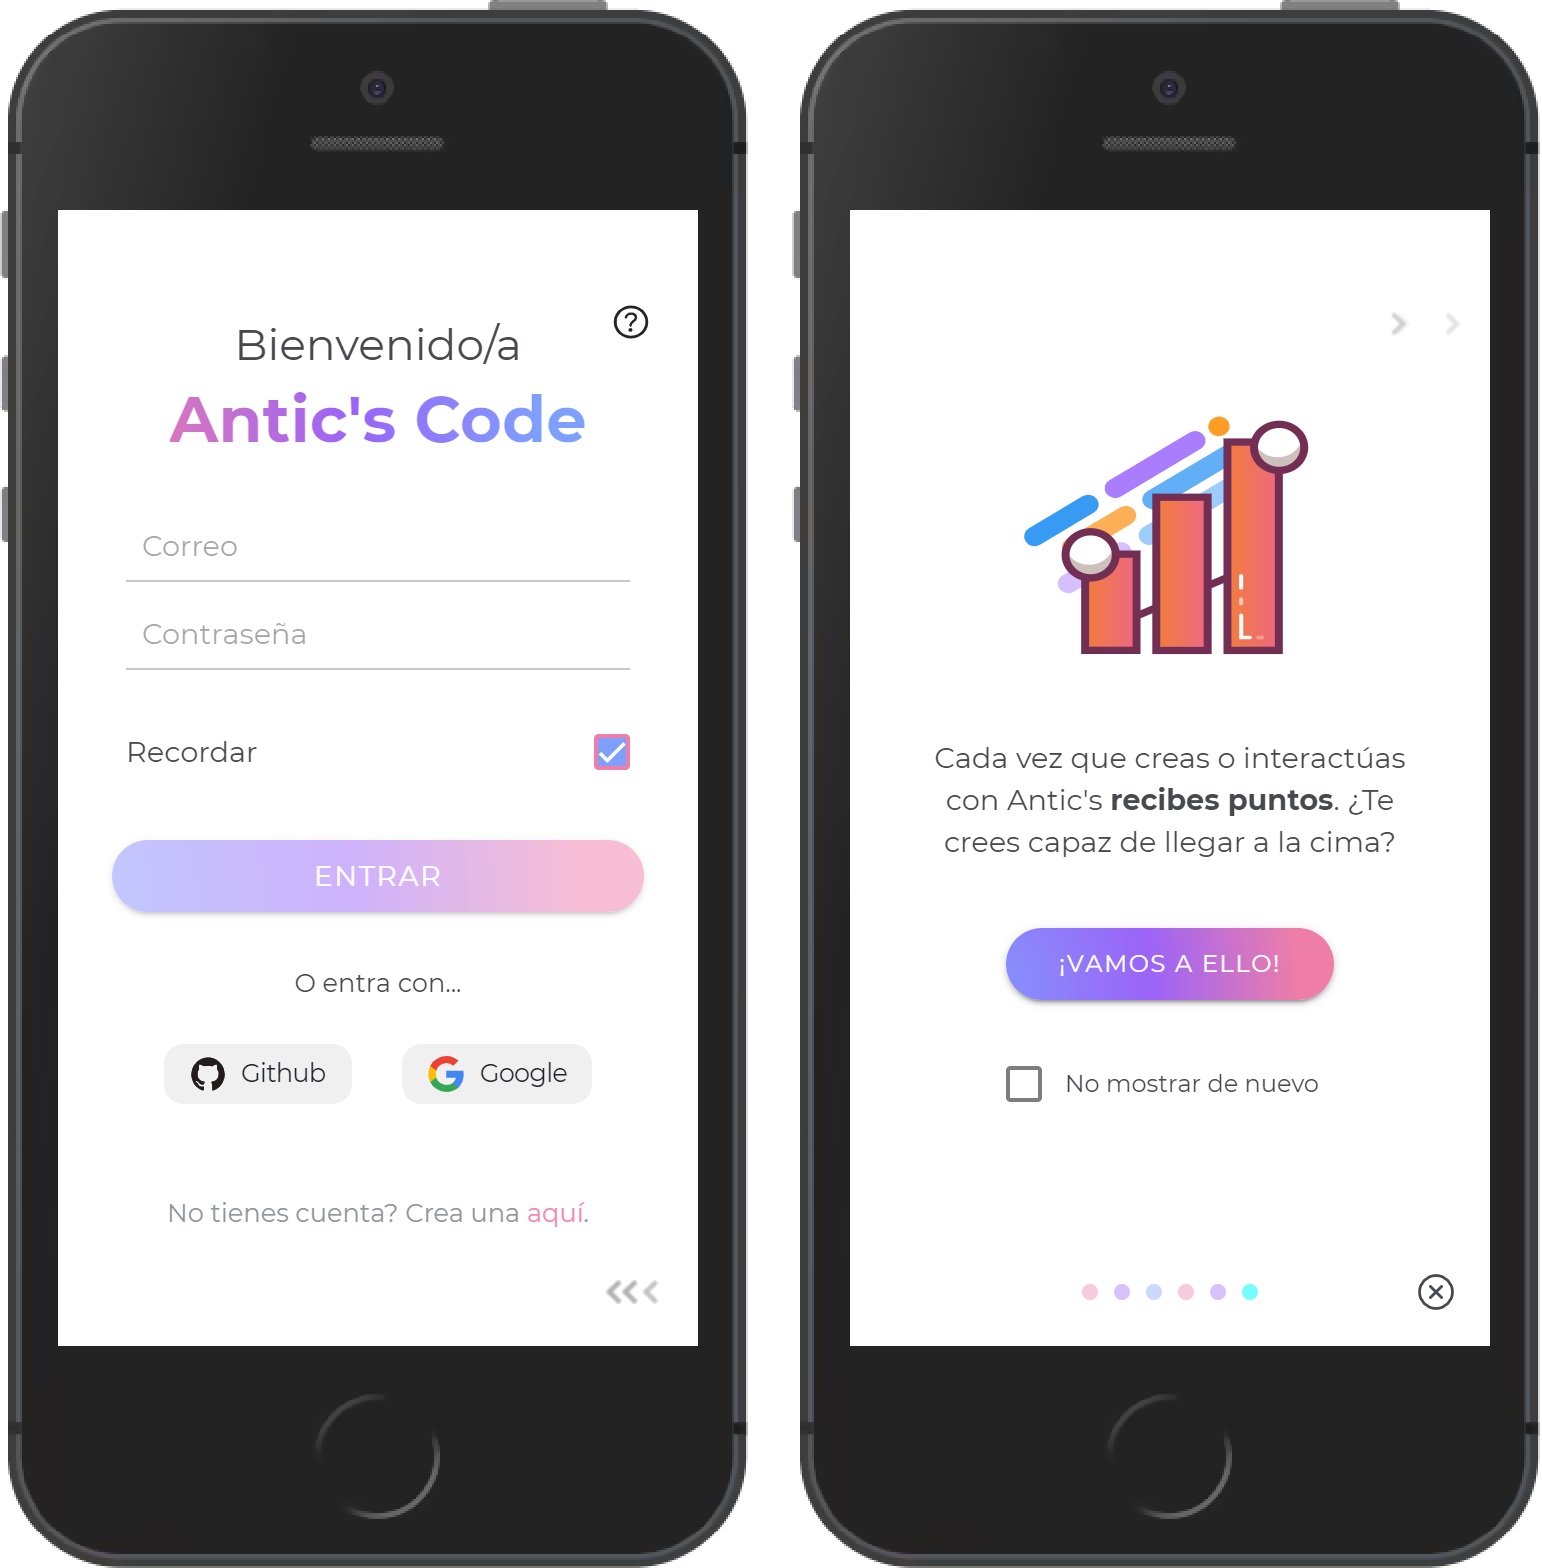 Bienvenido/a
Antic's Code
Correo
Contraseña
Recordar
ENTRAR
O entra con...
Github
Google
No tienes cuenta? Crea una aquí.
Cada vez que creas o interactúas
con Antic's recibes puntos. ¿Te
crees capaz de llegar a la cima?
¡VAMOS A ELLO!
No mostrar de nuevo